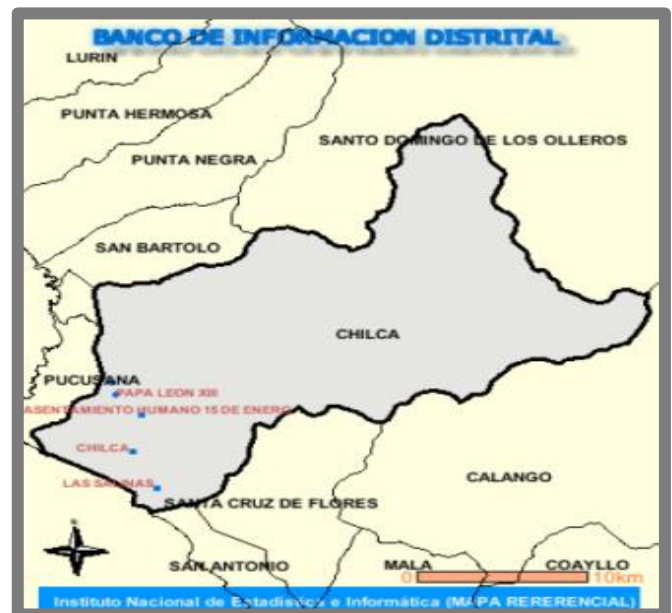 BANCO DE INFORMACION DISTRITAL
LURIN
PUNTA HERMOSA
SANTO DOMINGO DE LOS OLLEROS
PUNTA NEGRA
SAN BARTOLO
CHILCA
PUCUSANA
PAPA LEON XIII
ASENTAMIENTO HUMANO 15 DE ENERO
CHILCA
CALANGO
LAS SALINAS
SANTA CRUZ DE FLORES
SAN ANTONIO
MALA
COAYLLO
0 10km
Instituto Nacional de Estadistica e Informática (MAPA RERERENCIAL)